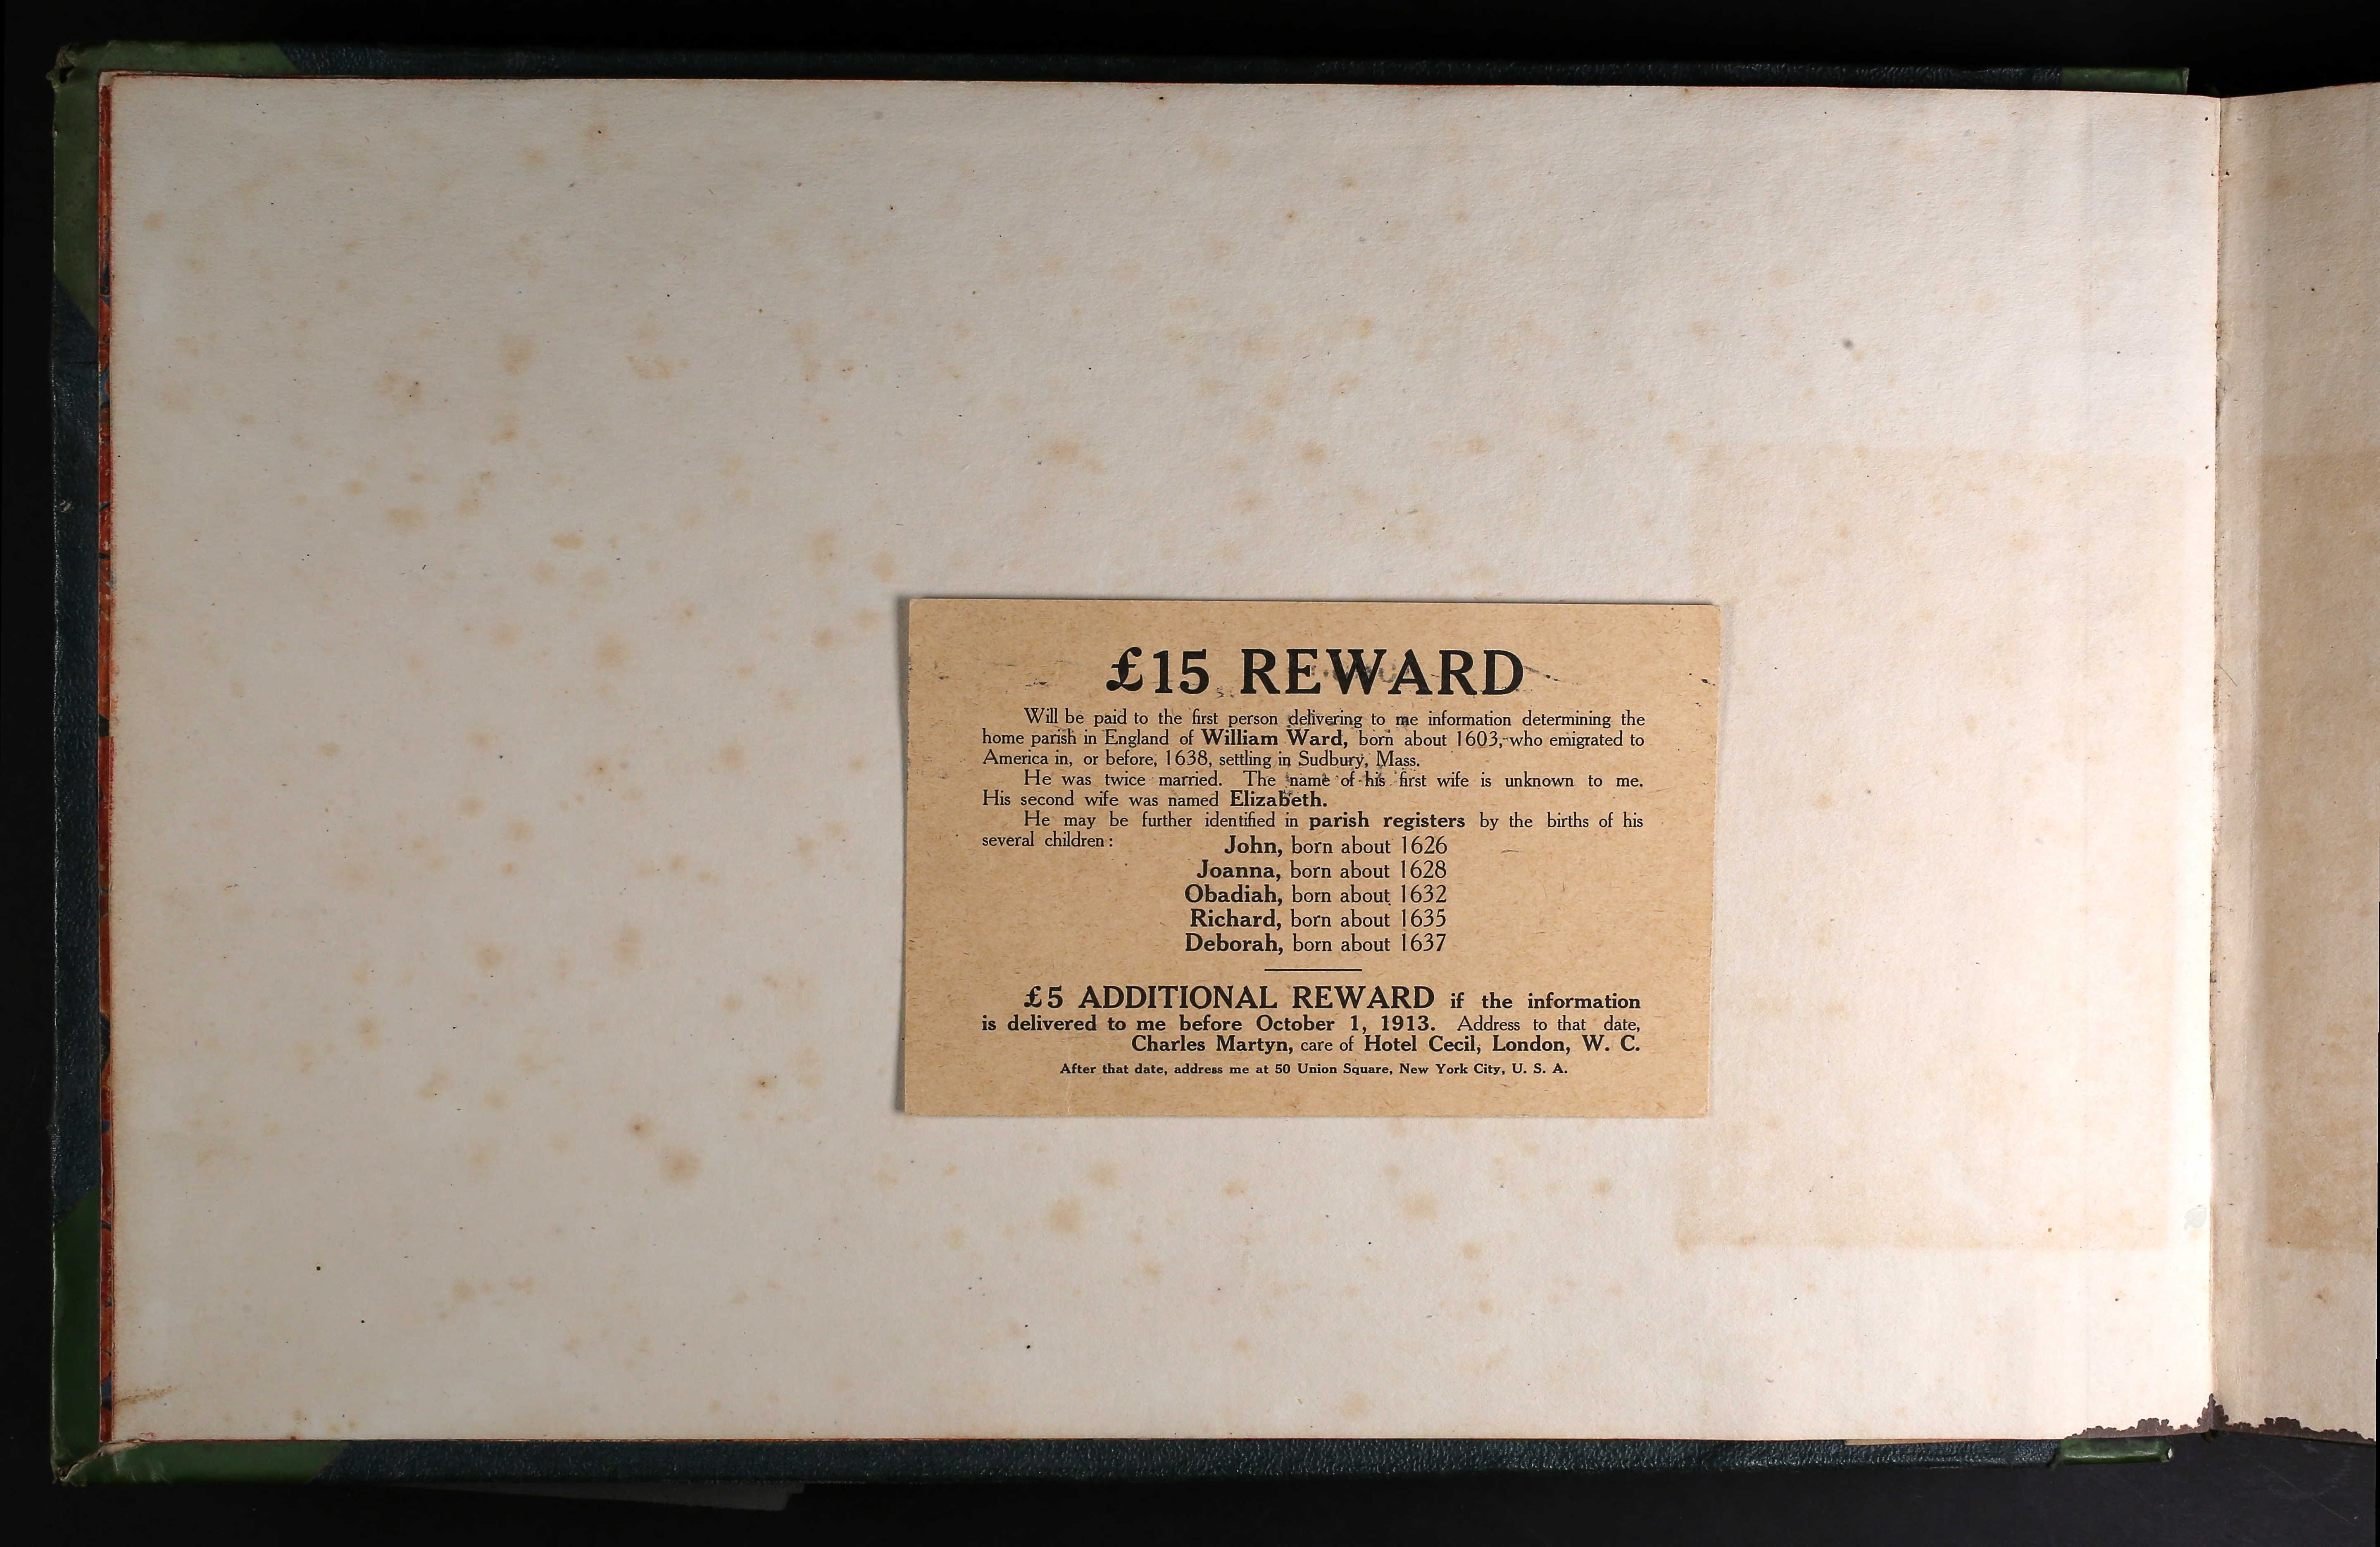 £15 REWARD
Will be paid to the first person delivering to me information determining the
home parish in England of William Ward, born about 1603, who emigrated to
America in, or before, 1638, settling in Sudbury, Mass.
He was twice married. The name of his first wife is unknown to me.
His second wife was named Elizabeth.
He may be further identified in parish registers by the births of his
several children:
John, born about 1626
Joanna, born about 1628
Obadiah, born about 1632
Richard, born about 1635
Deborah, born about 1637
£5 ADDITIONAL REWARD if the information
is delivered to me before October 1, 1913. Address to that date,
Charles Martyn, care of Hotel Cecil, London, W. C.
After that date, address me at 50 Union Square, New York City, U. S. A.